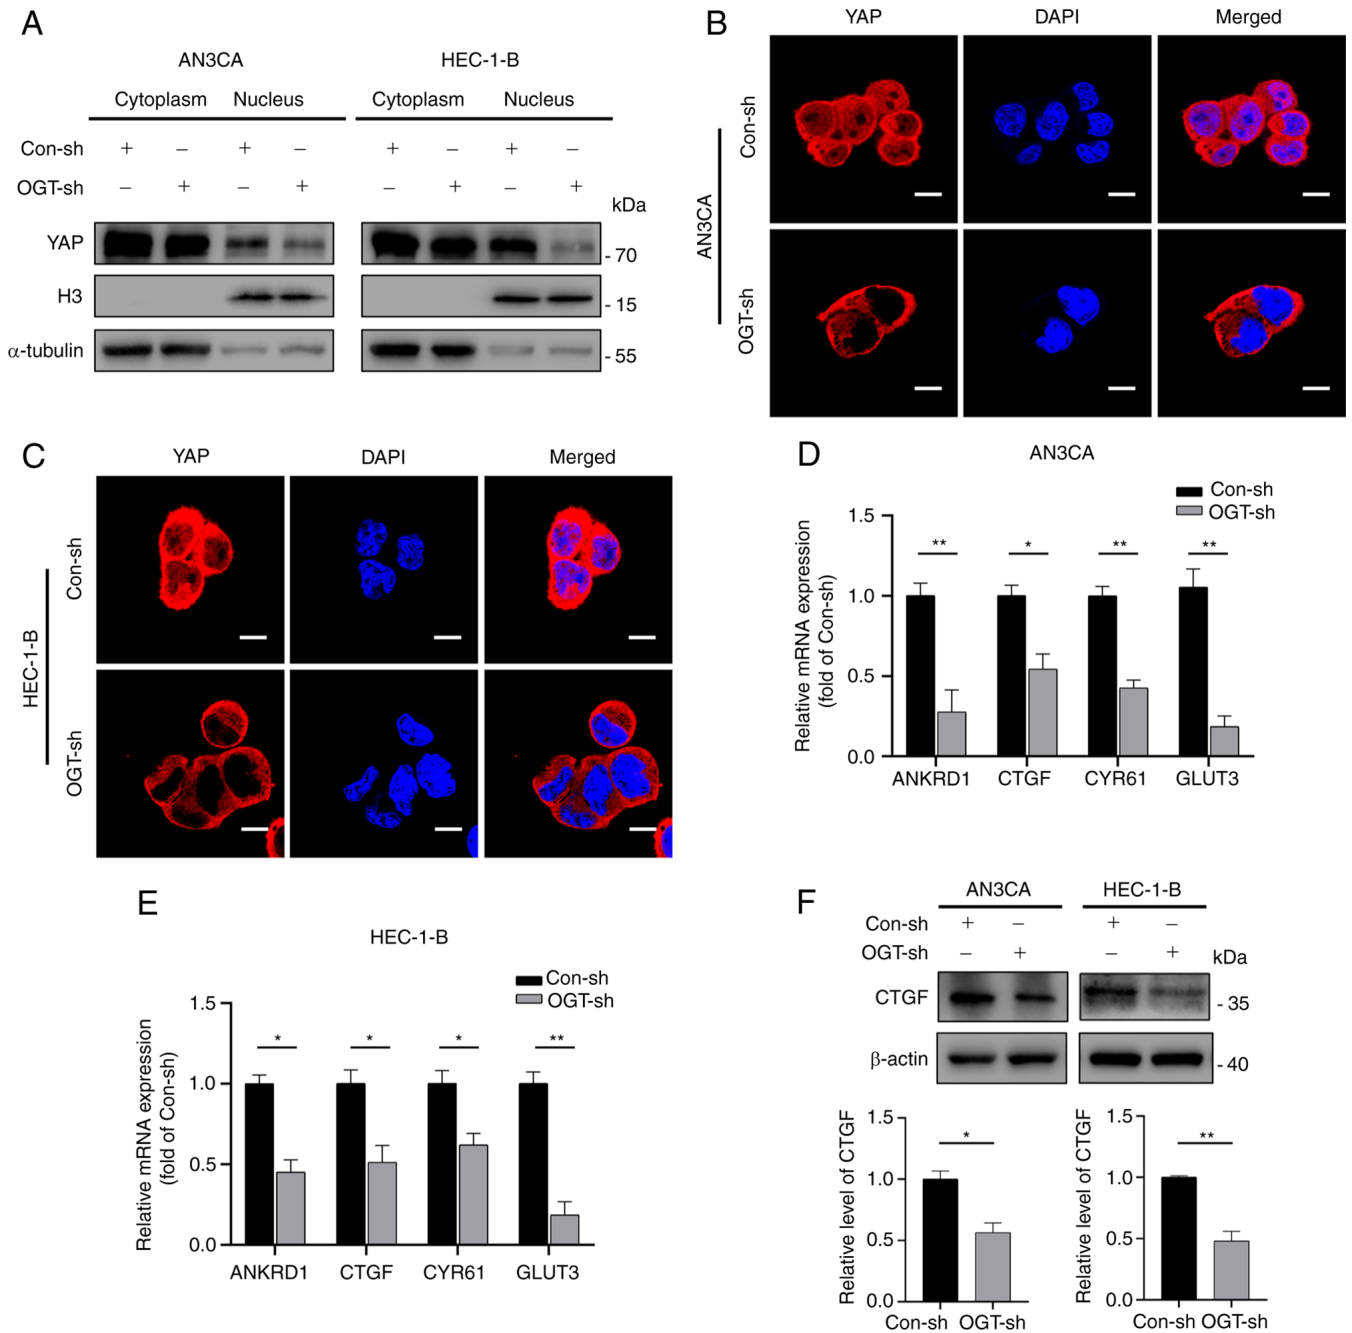 A
AN3CA HEC-1-B
Cytoplasm Nucleus Cytoplasm Nucleus
Con-sh + − + − + − + −
OGT-sh − + − + − + − +
kDa
YAP - 70
H3 - 15
α-tubulin - 55
B
YAP DAPI Merged
AN3CA
Con-sh
OGT-sh
C
YAP DAPI Merged
HEC-1-B
Con-sh
OGT-sh
D
AN3CA
Con-sh
OGT-sh
Relative mRNA expression
(fold of Con-sh)
1.5
1.0
0.5
0.0
** * ** **
ANKRD1 CTGF CYR61 GLUT3
E
HEC-1-B
Con-sh
OGT-sh
Relative mRNA expression
(fold of Con-sh)
1.5
1.0
0.5
0.0
* * * **
ANKRD1 CTGF CYR61 GLUT3
F
AN3CA HEC-1-B
Con-sh + − + −
OGT-sh − + − +
kDa
CTGF - 35
β-actin - 40
Relative level of CTGF
1.5
1.0
0.5
0.0
*
Con-sh OGT-sh
Relative level of CTGF
1.5
1.0
0.5
0.0
**
Con-sh OGT-sh